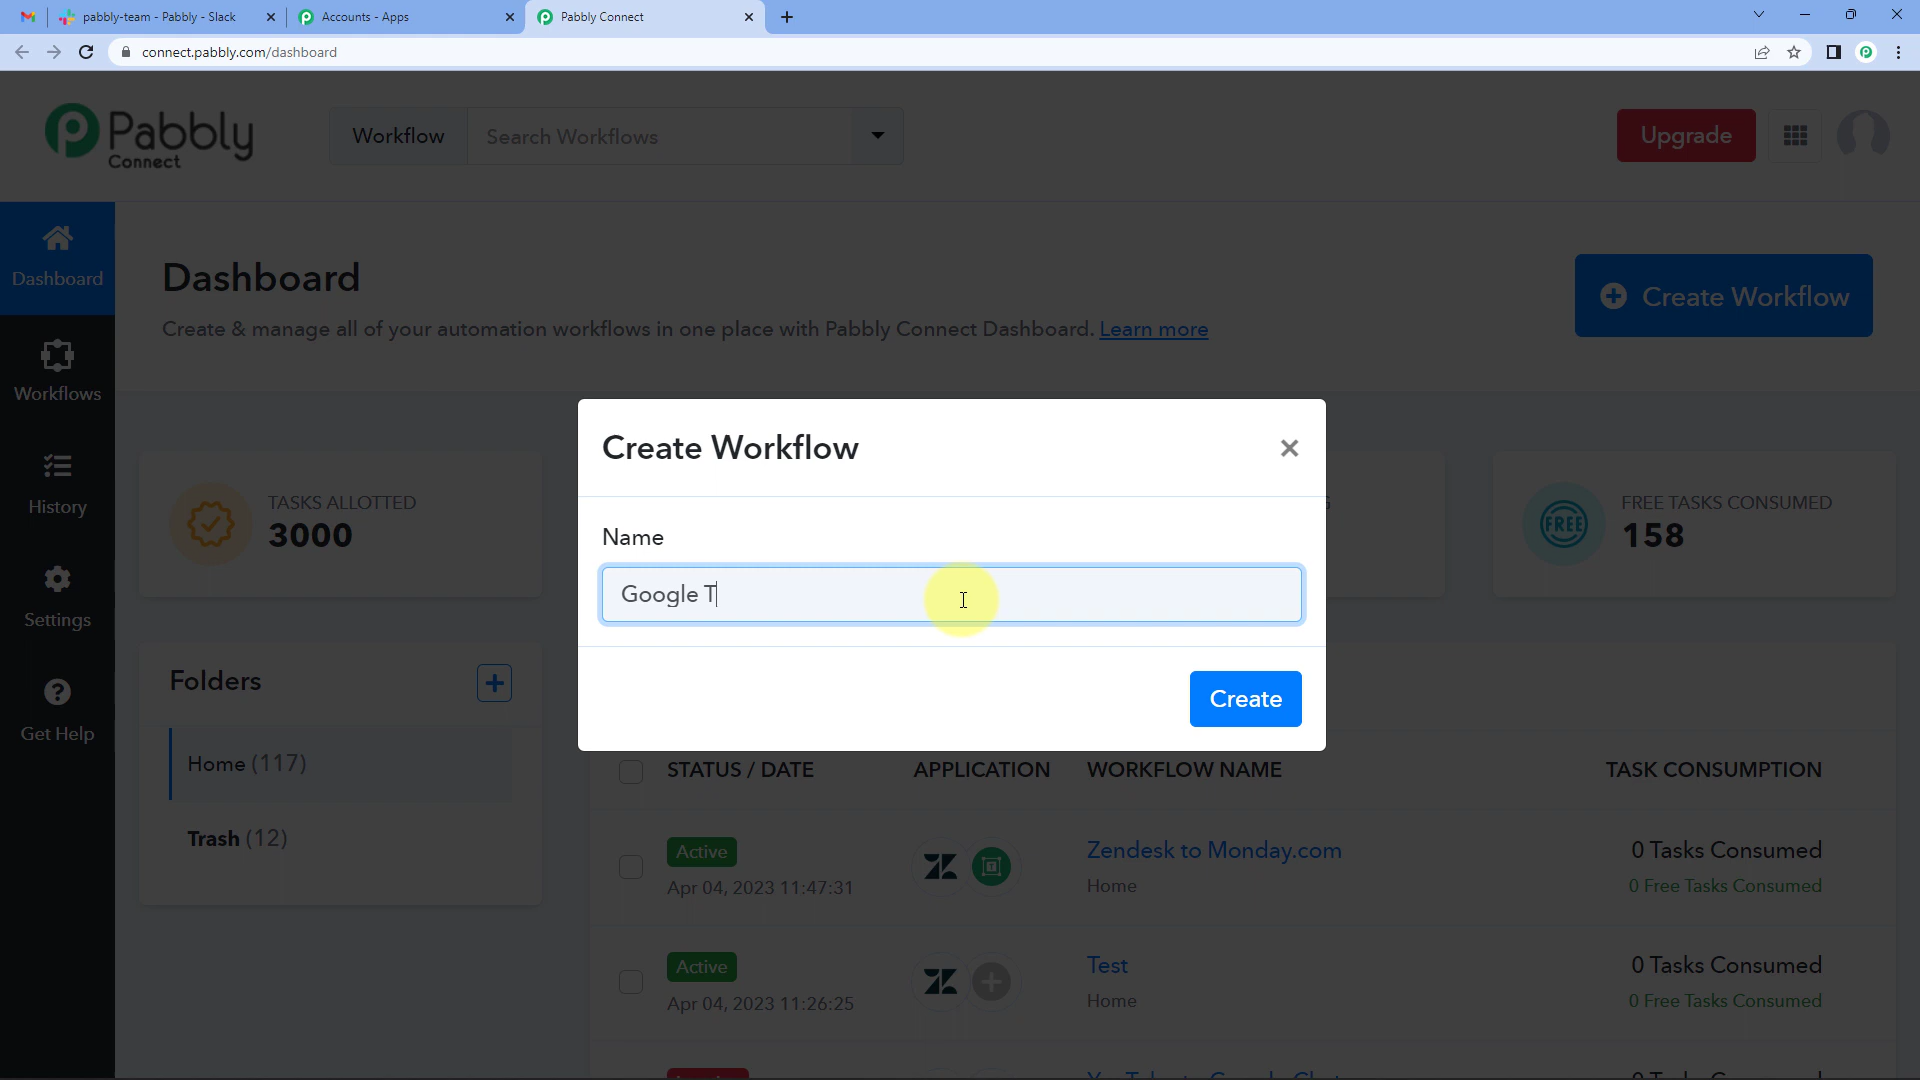 pabbly-team - Pabbly - Slack
Accounts - Apps
Pabbly Connect
connect.pabbly.com/dashboard
Pabbly
Connect
Workflow
Search Workflows
Upgrade
Dashboard
Workflows
History
Settings
Get Help
Dashboard
Create & manage all of your automation workflows in one place with Pabbly Connect Dashboard. Learn more
Create Workflow
TASKS ALLOTTED
3000
FREE
FREE TASKS CONSUMED
158
Create Workflow
Name
Google T
Create
Folders
Home (117)
Trash (12)
STATUS / DATE APPLICATION WORKFLOW NAME TASK CONSUMPTION
Active
Apr 04, 2023 11:47:31
Zendesk to Monday.com
Home
0 Tasks Consumed
0 Free Tasks Consumed
Active
Apr 04, 2023 11:26:25
Test
Home
0 Tasks Consumed
0 Free Tasks Consumed